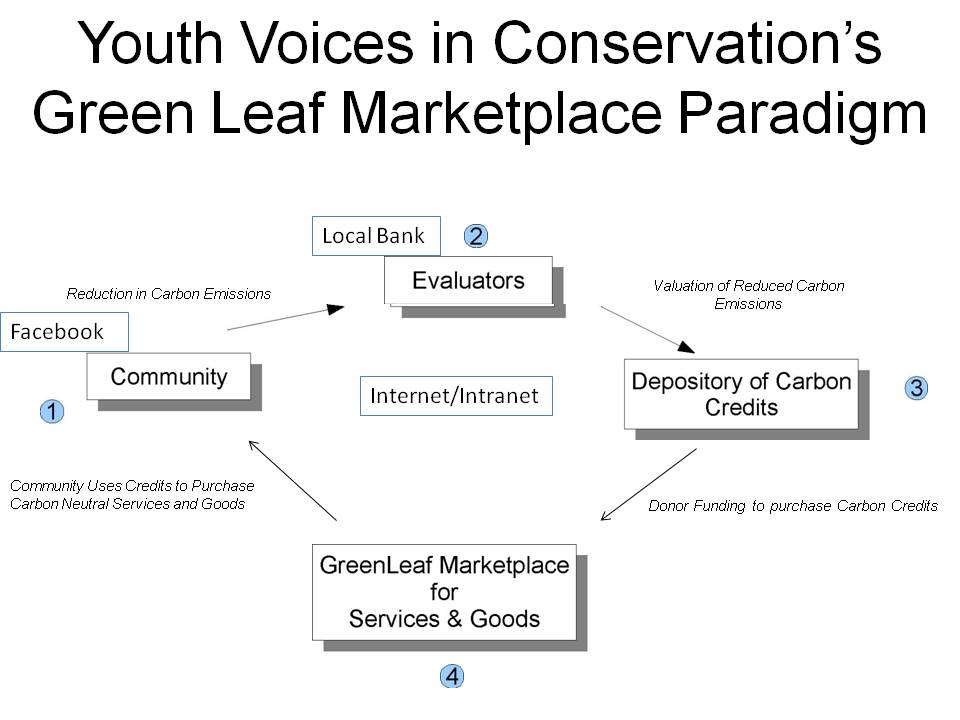 Youth Voices in Conservation's
Green Leaf Marketplace Paradigm
Local Bank
2
Evaluators
Reduction in Carbon Emissions
Valuation of Reduced Carbon
Emissions
Facebook
Community
1
Internet/Intranet
Depository of Carbon
Credits
3
Community Uses Credits to Purchase
Carbon Neutral Services and Goods
Donor Funding to purchase Carbon Credits
GreenLeaf Marketplace
for
Services & Goods
4